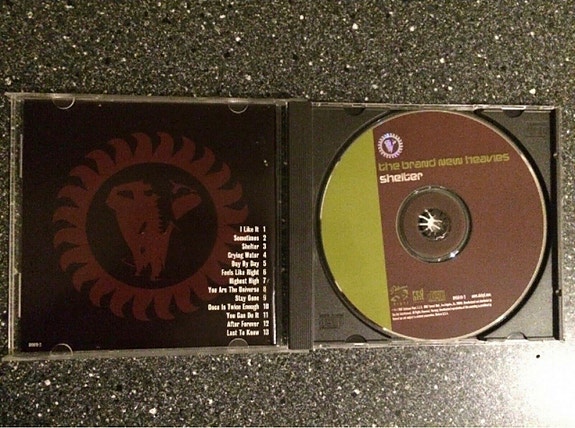 I Like It 1
Sometimes 2
Shelter 3
Crying Water 4
Day By Day 5
Feels Like Right 6
Highest High 7
You Are The Universe 8
Stay Gone 9
Once Is Twice Enough 10
You Can Do It 11
After Forever 12
Last To Know 13
the brand new heavies
shelter